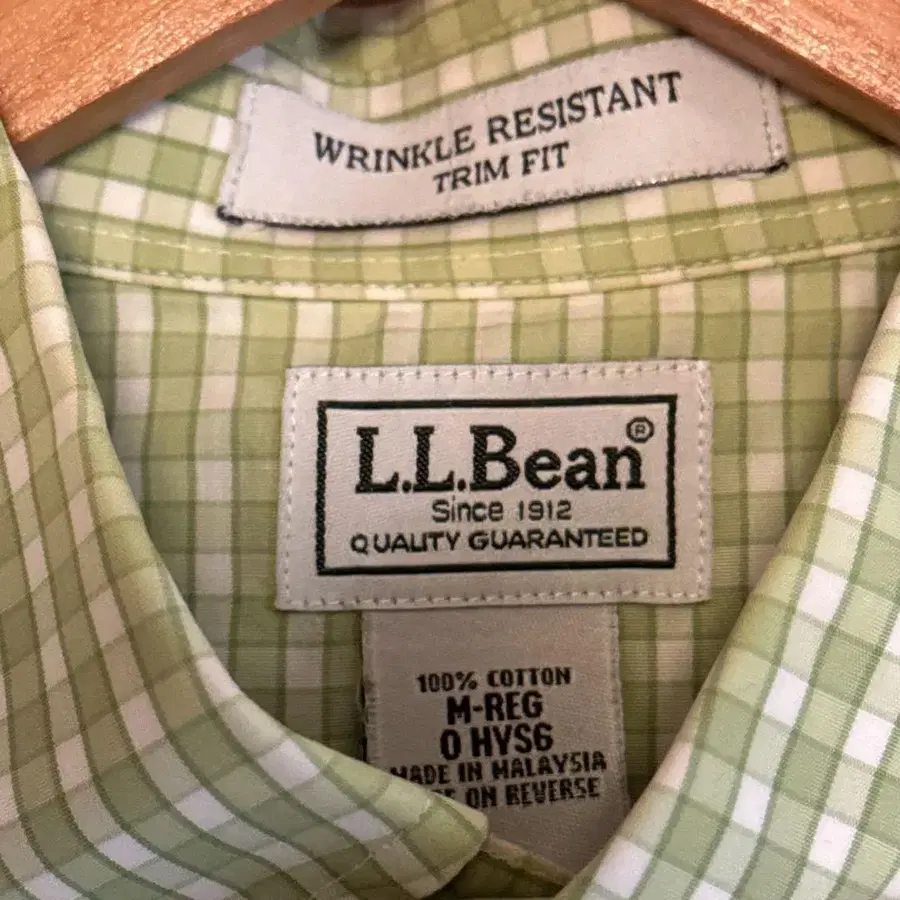 WRINKLE RESISTANT
TRIM FIT
L.L.Bean®
Since 1912
QUALITY GUARANTEED
100% COTTON
M-REG
0 HYS6
MADE IN MALAYSIA
ON REVERSE